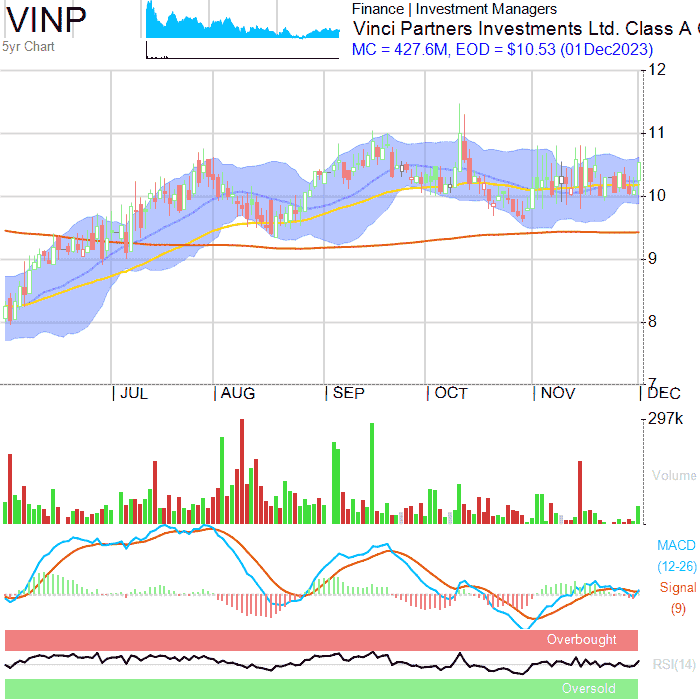 VINP
5yr Chart
Finance | Investment Managers
Vinci Partners Investments Ltd. Class A
MC = 427.6M, EOD = $10.53 (01Dec2023)
12
11
10
9
8
7
JUL
AUG
SEP
OCT
NOV
DEC
297k
Volume
MACD
(12-26)
Signal
(9)
Overbought
RSI(14)
Oversold